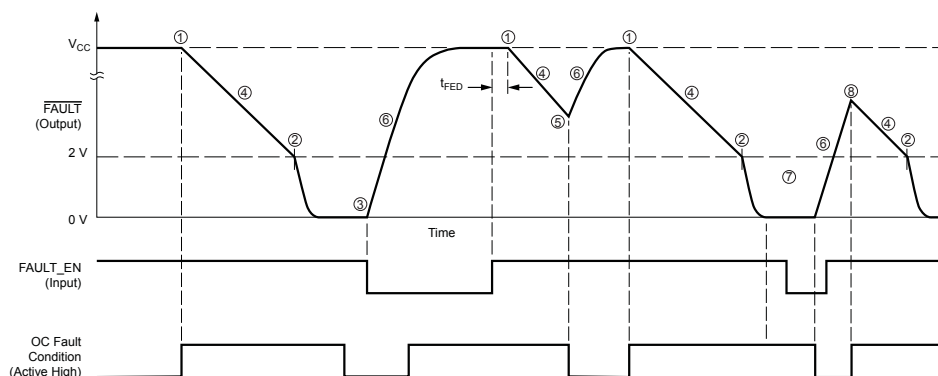 ① ① ①
V_CC
④ ④ ⑥ ④ ⑧
t_FED
⑥ ⑤ ④
FAULT
(Output)
② ② ⑥ ②
2 V
⑦
③
0 V
Time
FAULT_EN
(Input)
OC Fault
Condition
(Active High)